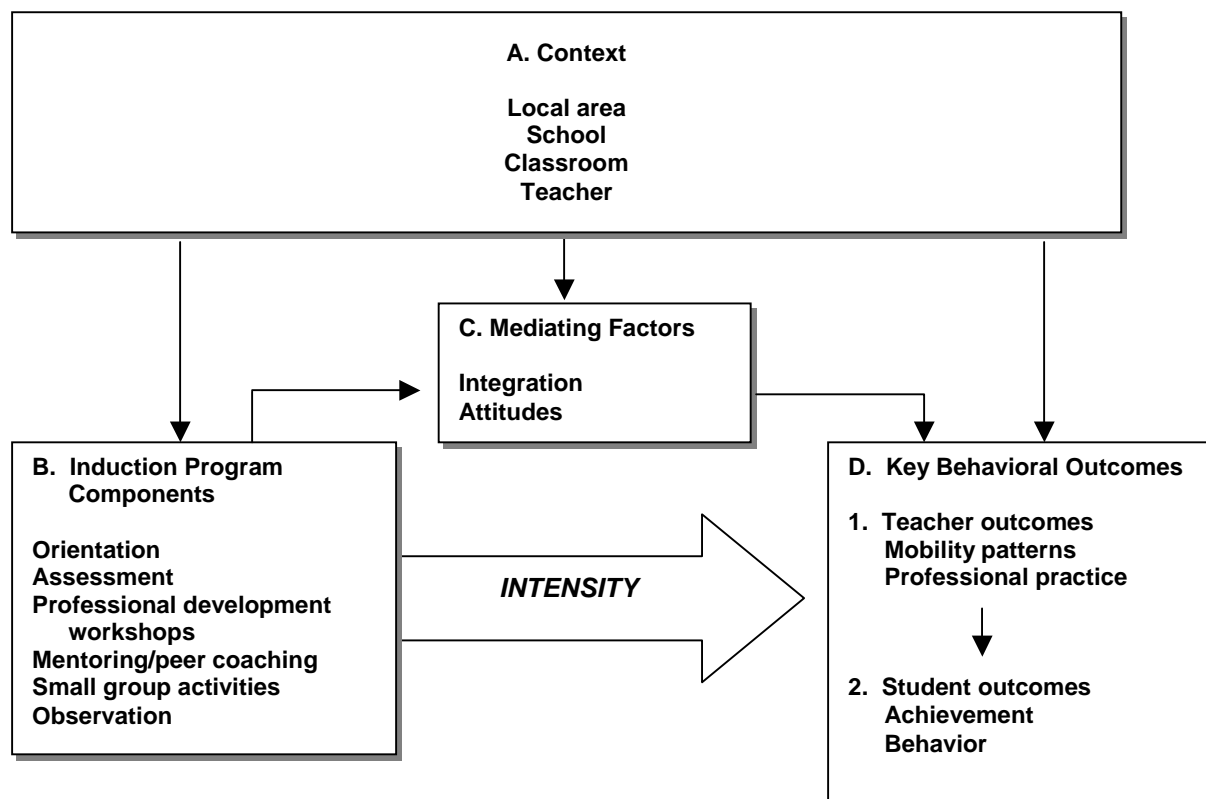 A. Context
Local area
School
Classroom
Teacher
C. Mediating Factors
Integration
Attitudes
B. Induction Program
Components
Orientation
Assessment
Professional development
workshops
Mentoring/peer coaching
Small group activities
Observation
INTENSITY
D. Key Behavioral Outcomes
1. Teacher outcomes
Mobility patterns
Professional practice
2. Student outcomes
Achievement
Behavior